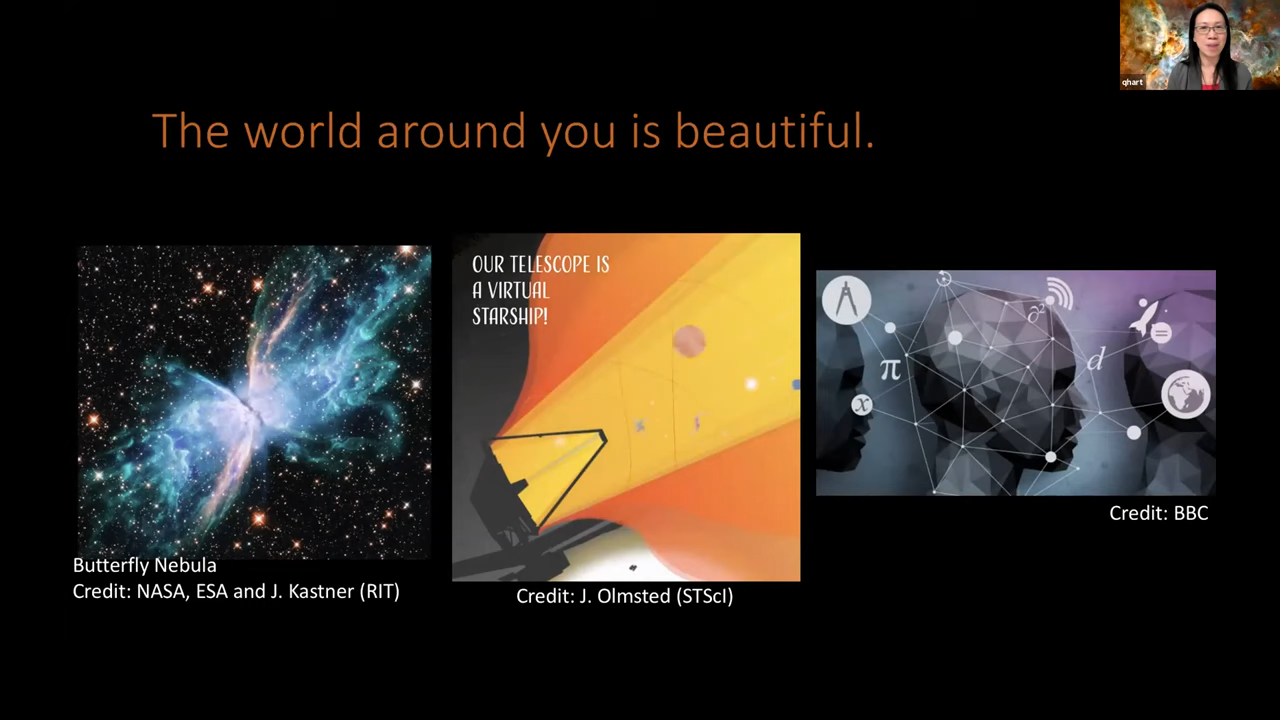 qhart
The world around you is beautiful.
OUR TELESCOPE IS
A VIRTUAL
STARSHIP!
π
x
∂²
d
=
Credit: BBC
Butterfly Nebula
Credit: NASA, ESA and J. Kastner (RIT)
Credit: J. Olmsted (STScI)